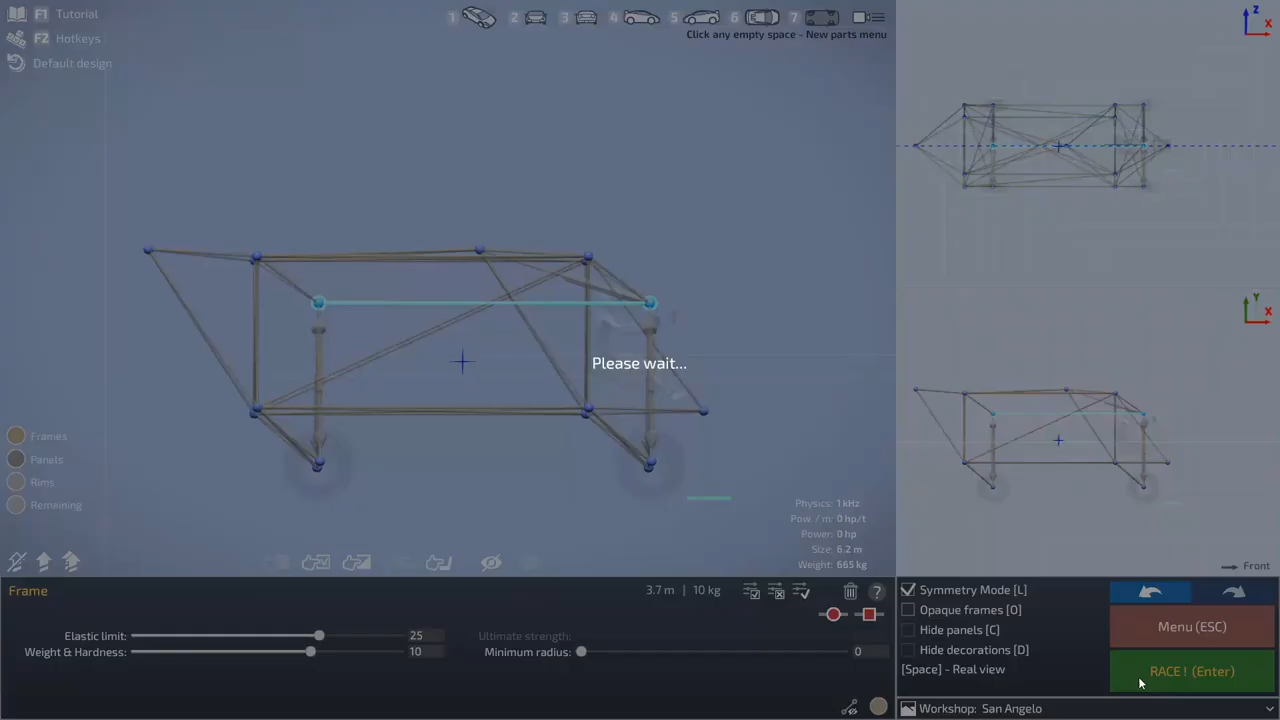 F1 Tutorial
F2 Hotkeys
Default design
1 2 3 4 5 6 7
Click any empty space - New parts menu
Z
X
Please wait...
Y
X
Frames
Panels
Rims
Remaining
Physics: 1 kHz
Pow. / m: 0 hp/t
Power: 0 hp
Size: 6.2 m
Weight: 665 kg
Front
Frame
3.7 m | 10 kg
?
Elastic limit: 25
Weight & Hardness: 10
Ultimate strength:
Minimum radius: 0
Symmetry Mode [L]
Opaque frames [O]
Hide panels [C]
Hide decorations [D]
[Space] - Real view
Menu (ESC)
RACE ! (Enter)
Workshop: San Angelo